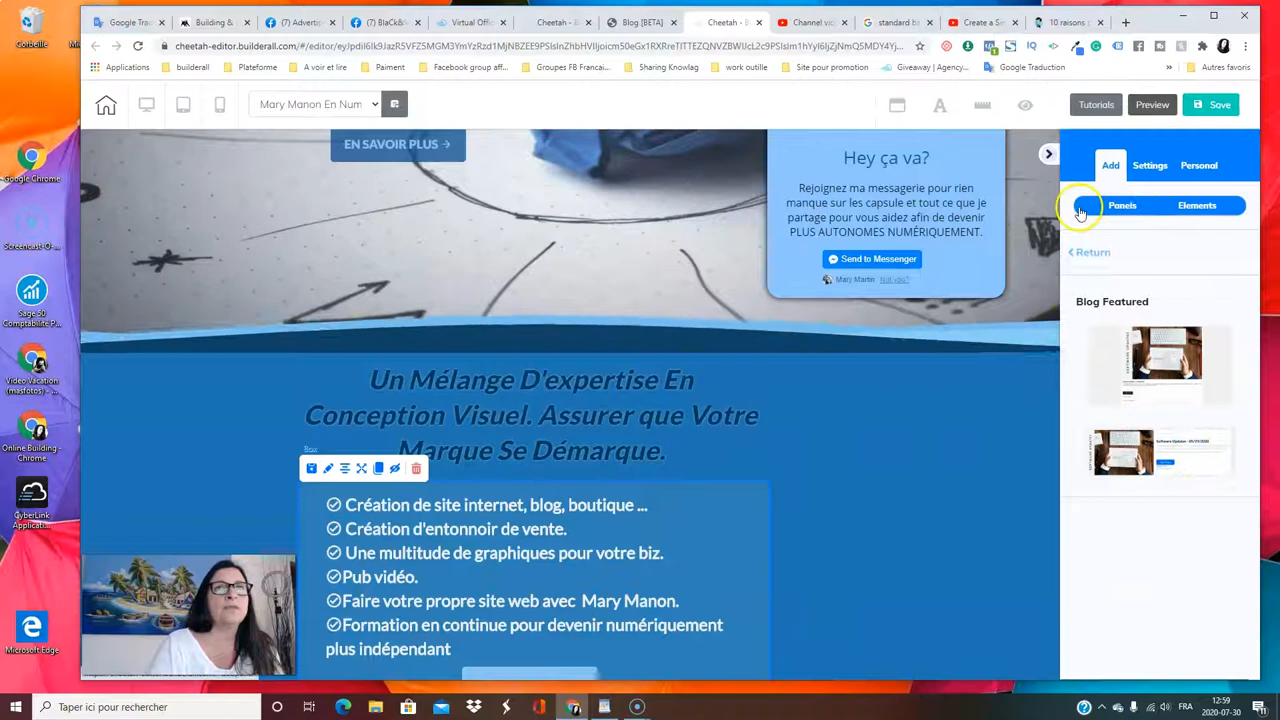 Corbeille
Google Trad
Building &
(7) Advertis
(7) BlaCk&
Virtual Offic
Cheetah - B
Blog [BETA]
Cheetah - B
Channel vid
standard ba
Create a Sim
10 raisons p
cheetah-editor.builderall.com/#/editor/
Applications
builderall
Plateforme
A voir et lire
Paiment
Facebook group aff...
Groupes FB Francai...
Sharing Knowlag
work outille
Site pour promotion
Giveaway | Agency...
Google Traduction
Autres favoris
Mary Manon En Num
Tutorials
Preview
Save
EN SAVOIR PLUS →
Hey ça va?
Rejoignez ma messagerie pour rien
manque sur les capsule et tout ce que je
partage pour vous aidez afin de devenir
PLUS AUTONOMES NUMÉRIQUEMENT.
Send to Messenger
Mary Martin Not you?
Add
Settings
Personal
Panels
Elements
Return
Blog Featured
Un Mélange D'expertise En
Conception Visuel. Assurer que Votre
Marque Se Démarque.
Box
Création de site internet, blog, boutique ...
Création d'entonnoir de vente.
Une multitude de graphiques pour votre biz.
Pub vidéo.
Faire votre propre site web avec Mary Manon.
Formation en continue pour devenir numériquement
plus indépendant
Google Chrome
Screencast-O-...
Sage 50
Comptabilité P...
Video Vacation
(masfotos) - ...
Online Building -
Chrome
CyberLink
Applicati...
Microsoft Edge
Taper ici pour rechercher
FRA
12:59
2020-07-30